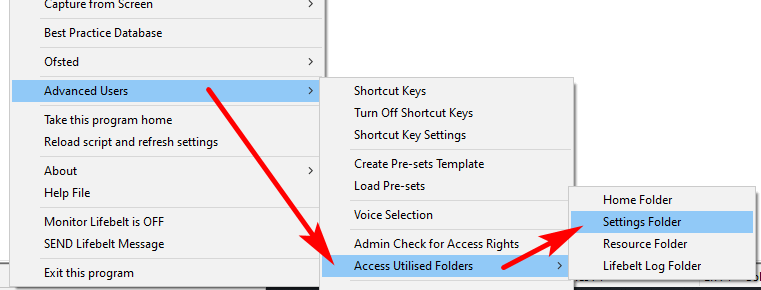 Capture from Screen
Best Practice Database
Ofsted
Advanced Users
Take this program home
Reload script and refresh settings
About
Help File
Monitor Lifebelt is OFF
SEND Lifebelt Message
Exit this program
Shortcut Keys
Turn Off Shortcut Keys
Shortcut Key Settings
Create Pre-sets Template
Load Pre-sets
Voice Selection
Admin Check for Access Rights
Access Utilised Folders
Home Folder
Settings Folder
Resource Folder
Lifebelt Log Folder